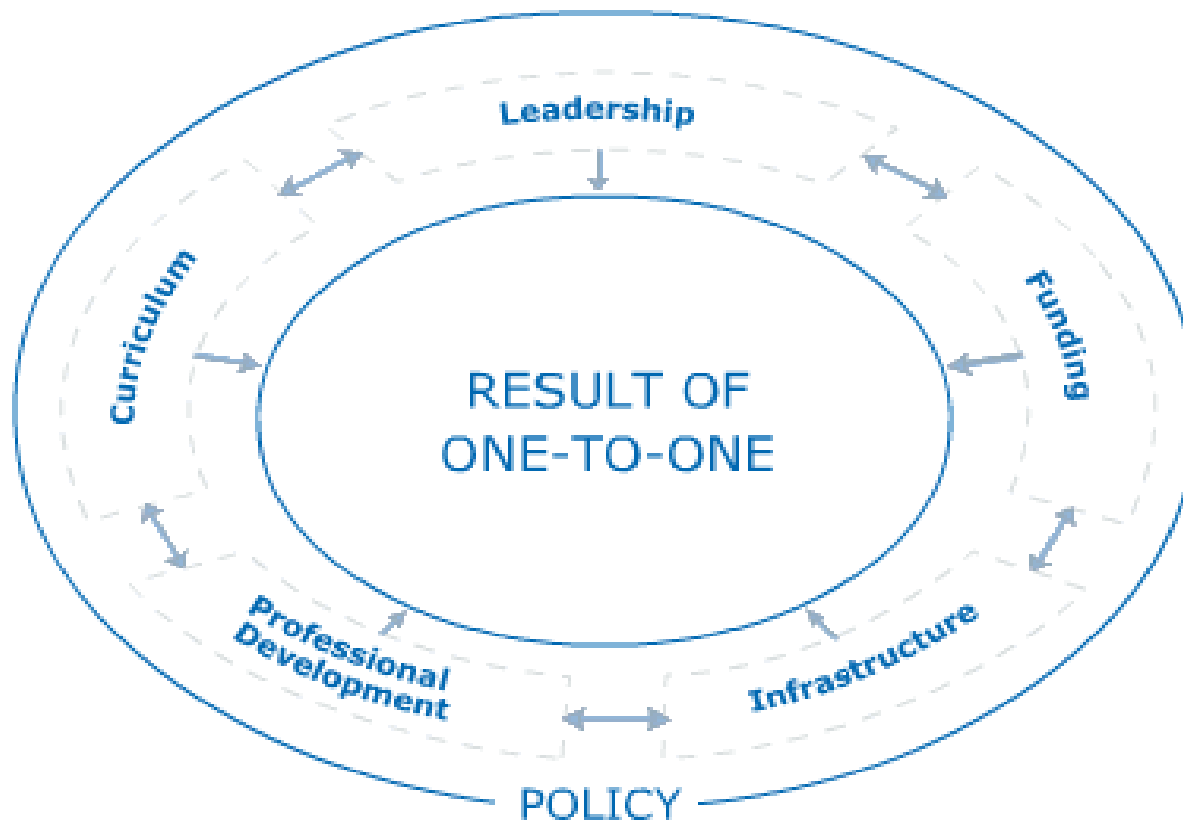 Leadership
Curriculum
Funding
RESULT OF
ONE-TO-ONE
Professional
Development
Infrastructure
POLICY